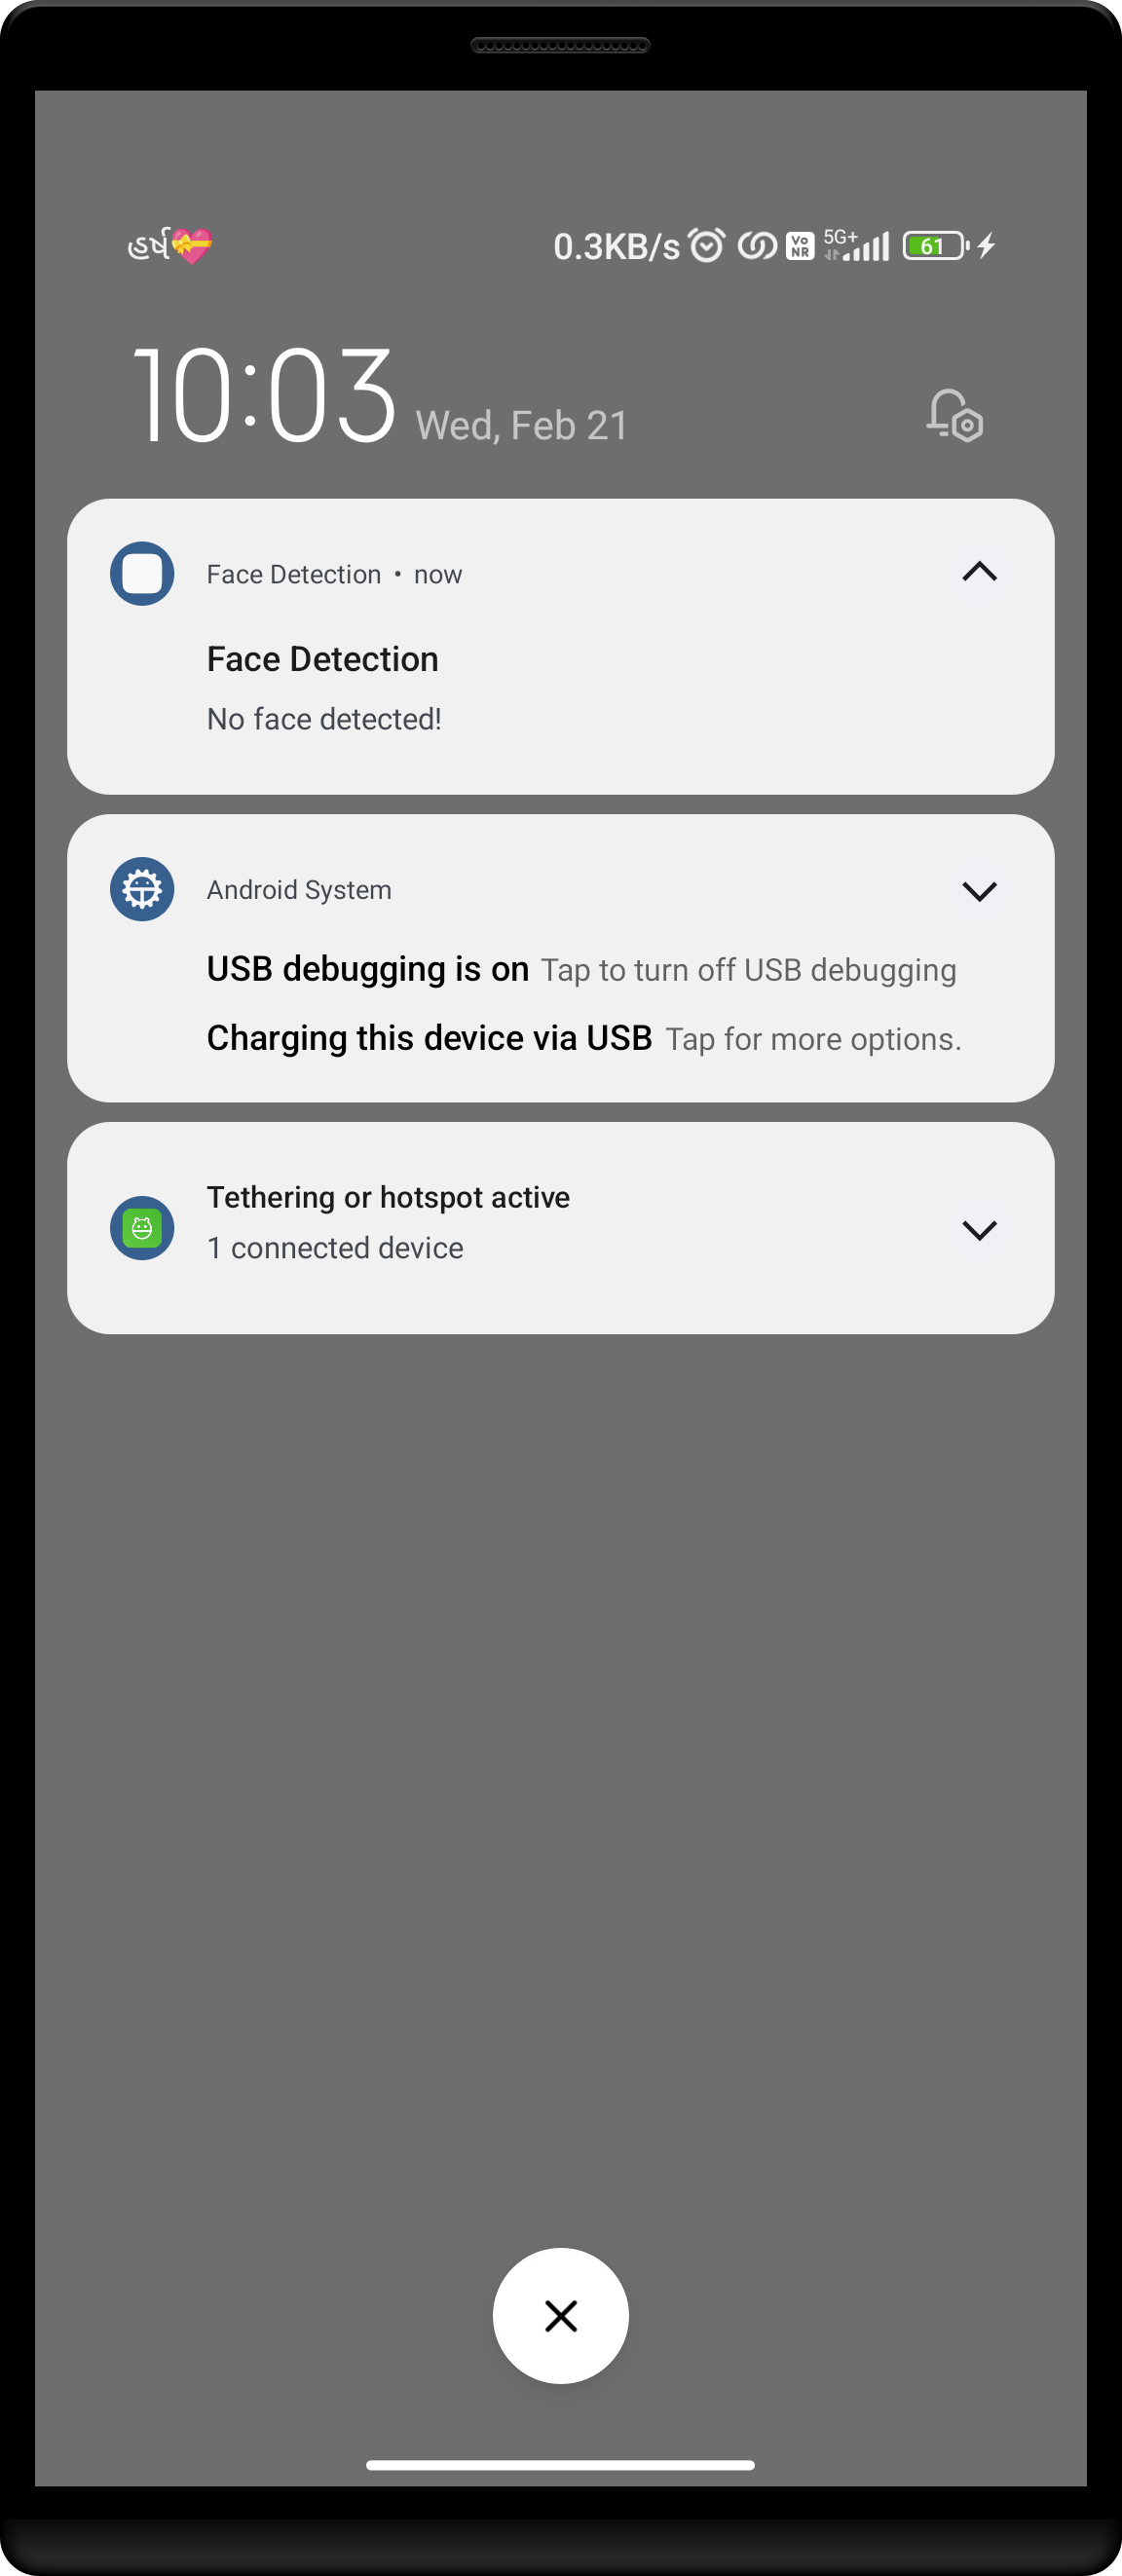 હર્ષ💝 0.3KB/s Vo NR 5G+ 61
10:03 Wed, Feb 21
Face Detection • now
Face Detection
No face detected!
Android System
USB debugging is on Tap to turn off USB debugging
Charging this device via USB Tap for more options.
Tethering or hotspot active
1 connected device